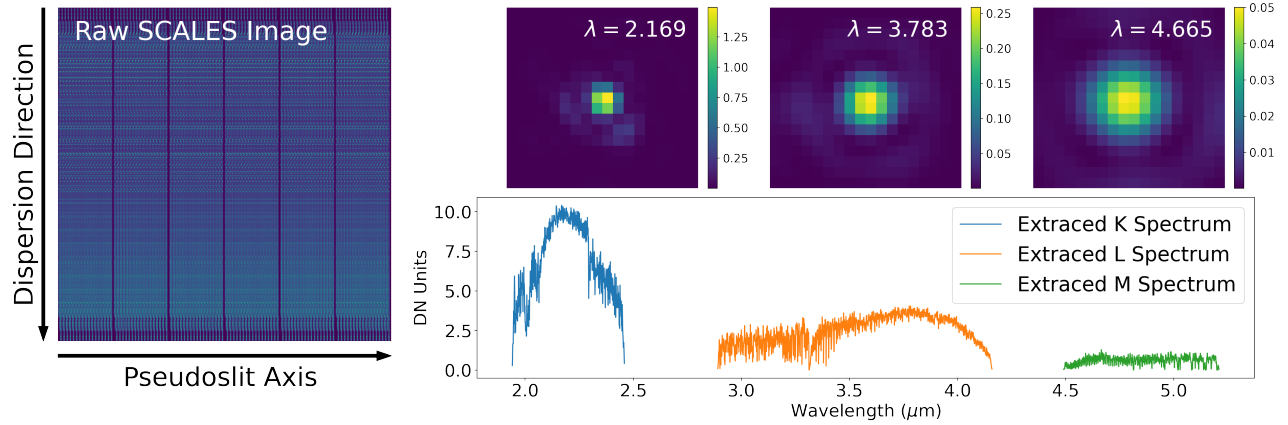 Raw SCALES Image
Dispersion Direction
Pseudoslit Axis
λ = 2.169
1.25
1.00
0.75
0.50
0.25
λ = 3.783
0.25
0.20
0.15
0.10
0.05
λ = 4.665
0.05
0.04
0.03
0.02
0.01
DN Units
10.0
7.5
5.0
2.5
0.0
Extraced K Spectrum
Extraced L Spectrum
Extraced M Spectrum
2.0 2.5 3.0 3.5 4.0 4.5 5.0
Wavelength (μm)